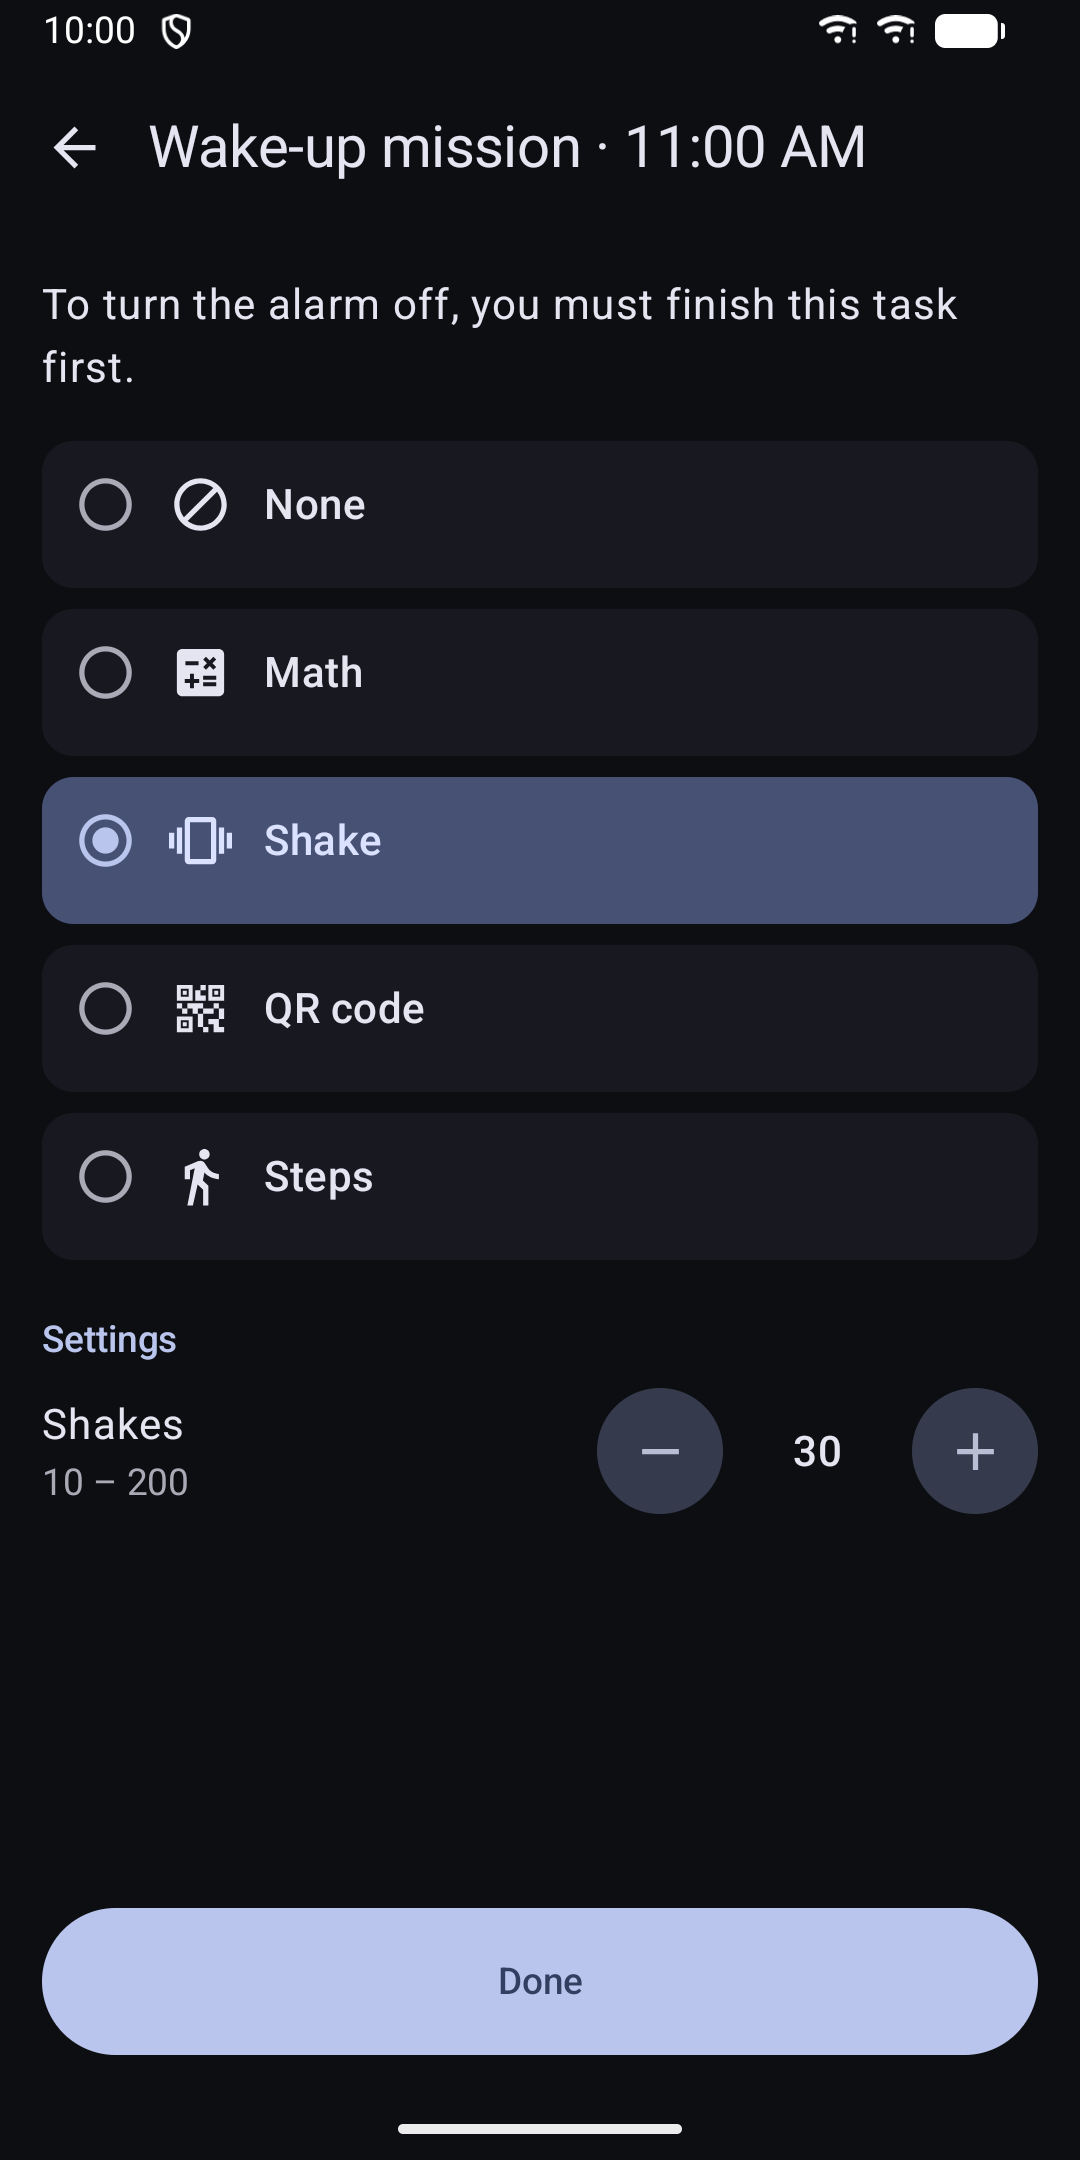 10:00
Wake-up mission · 11:00 AM
To turn the alarm off, you must finish this task
first.
None
Math
Shake
QR code
Steps
Settings
Shakes
10 – 200
30
Done